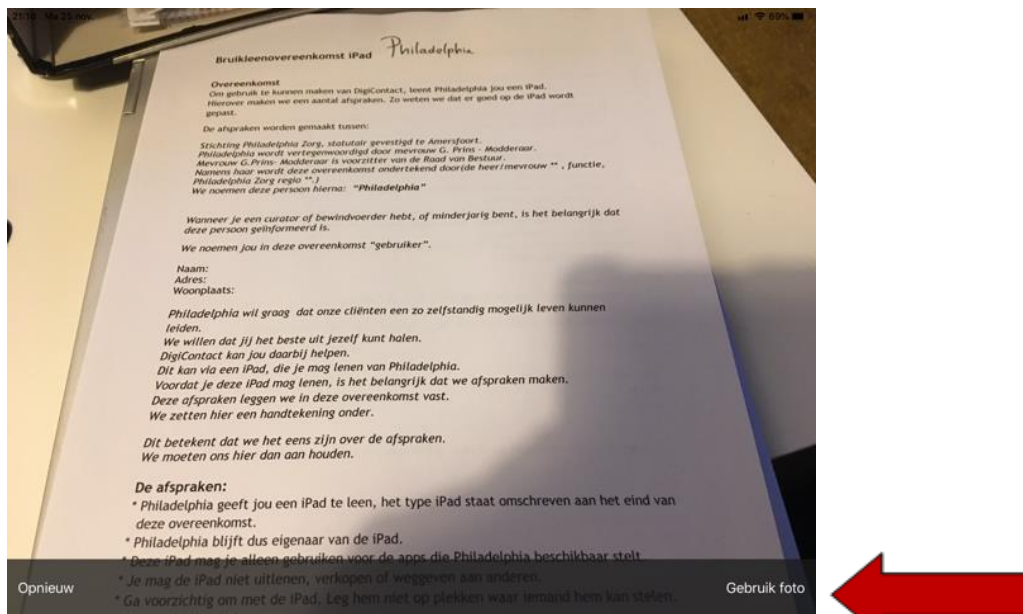 21:10 Ma 25 nov.
69%
Bruikleenovereenkomst iPad Philadelphia
Overeenkomst
Om gebruik te kunnen maken van DigiContact, leent Philadelphia jou een iPad.
Hierover maken we een aantal afspraken. Zo weten we dat er goed op de iPad wordt
gepast.
De afspraken worden gemaakt tussen:
Stichting Philadelphia Zorg, statutair gevestigd te Amersfoort.
Philadelphia wordt vertegenwoordigd door mevrouw G. Prins - Modderaar.
Mevrouw G.Prins- Modderaar is voorzitter van de Raad van Bestuur.
Namens haar wordt deze overeenkomst ondertekend door(de heer/mevrouw ** , functie,
Philadelphia Zorg regio **.)
We noemen deze persoon hierna: "Philadelphia"
Wanneer je een curator of bewindvoerder hebt, of minderjarig bent, is het belangrijk dat
deze persoon geïnformeerd is.
We noemen jou in deze overeenkomst "gebruiker".
Naam:
Adres:
Woonplaats:
Philadelphia wil graag dat onze cliënten een zo zelfstandig mogelijk leven kunnen
leiden.
We willen dat jij het beste uit jezelf kunt halen.
DigiContact kan jou daarbij helpen.
Dit kan via een iPad, die je mag lenen van Philadelphia.
Voordat je deze iPad mag lenen, is het belangrijk dat we afspraken maken.
Deze afspraken leggen we in deze overeenkomst vast.
We zetten hier een handtekening onder.
Dit betekent dat we het eens zijn over de afspraken.
We moeten ons hier dan aan houden.
De afspraken:
* Philadelphia geeft jou een iPad te leen, het type iPad staat omschreven aan het eind van
deze overeenkomst.
* Philadelphia blijft dus eigenaar van de iPad.
* Deze iPad mag je alleen gebruiken voor de apps die Philadelphia beschikbaar stelt.
* Je mag de iPad niet uitlenen, verkopen of weggeven aan anderen.
* Ga voorzichtig om met de iPad. Leg hem niet op plekken waar iemand hem kan stelen.
Opnieuw
Gebruik foto